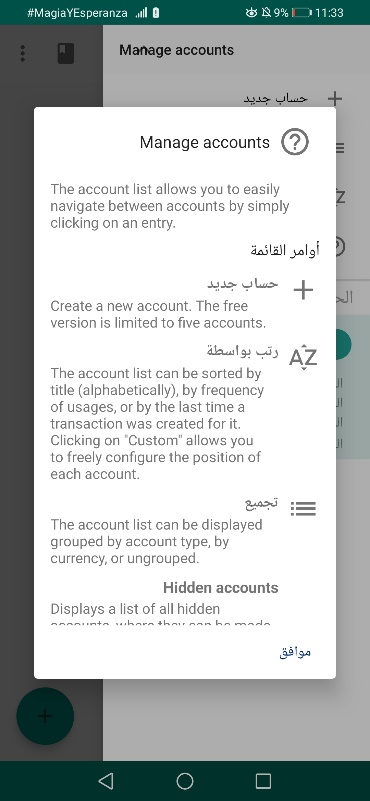 #MagiaYEsperanza
9% 11:33
Manage accounts
حساب جديد
Manage accounts
The account list allows you to easily
navigate between accounts by simply
clicking on an entry.
أوامر القائمة
حساب جديد
Create a new account. The free
version is limited to five accounts.
رتب بواسطة
AZ
The account list can be sorted by
title (alphabetically), by frequency
of usages, or by the last time a
transaction was created for it.
Clicking on "Custom" allows you
to freely configure the position of
each account.
تجميع
The account list can be displayed
grouped by account type, by
currency, or ungrouped.
Hidden accounts
Displays a list of all hidden
accounts, where they can be made
موافق